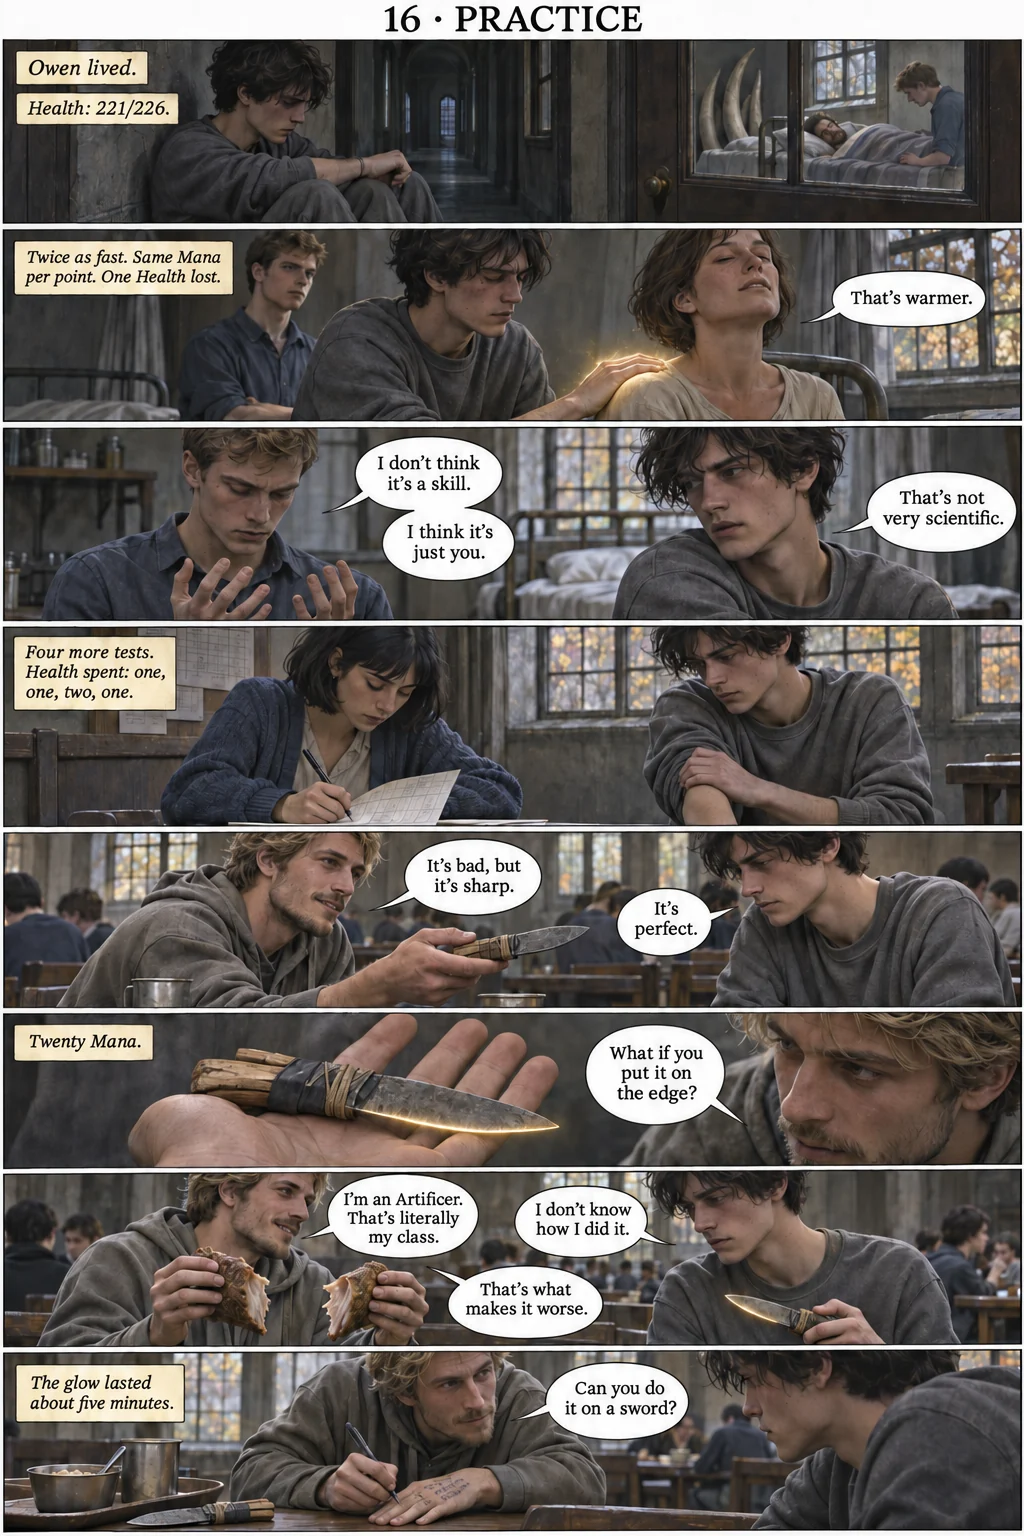 16 · PRACTICE
Owen lived.
Health: 221/226.
Twice as fast. Same Mana
per point. One Health lost.
That's warmer.
I don't think
it's a skill.
I think it's
just you.
That's not
very scientific.
Four more tests.
Health spent: one,
one, two, one.
It's bad, but
it's sharp.
It's
perfect.
Twenty Mana.
What if you
put it on
the edge?
I'm an Artificer.
That's literally
my class.
I don't know
how I did it.
That's what
makes it worse.
The glow lasted
about five minutes.
Can you do
it on a sword?